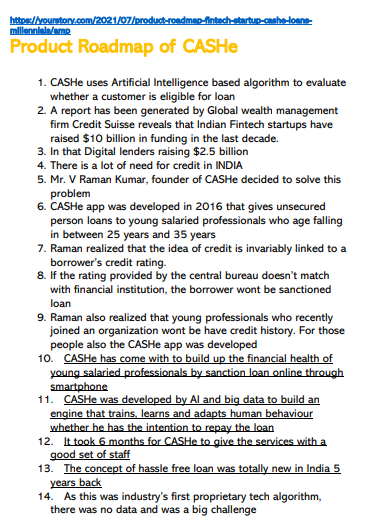 https://yourstory.com/2021/07/product-roadmap-fintech-startup-cashe-loans-
millennials/amp
Product Roadmap of CASHe
1. CASHe uses Artificial Intelligence based algorithm to evaluate
whether a customer is eligible for loan
2. A report has been generated by Global wealth management
firm Credit Suisse reveals that Indian Fintech startups have
raised $10 billion in funding in the last decade.
3. In that Digital lenders raising $2.5 billion
4. There is a lot of need for credit in INDIA
5. Mr. V Raman Kumar, founder of CASHe decided to solve this
problem
6. CASHe app was developed in 2016 that gives unsecured
person loans to young salaried professionals who age falling
in between 25 years and 35 years
7. Raman realized that the idea of credit is invariably linked to a
borrower's credit rating.
8. If the rating provided by the central bureau doesn't match
with financial institution, the borrower wont be sanctioned
loan
9. Raman also realized that young professionals who recently
joined an organization wont be have credit history. For those
people also the CASHe app was developed
10. CASHe has come with to build up the financial health of
young salaried professionals by sanction loan online through
smartphone
11. CASHe was developed by AI and big data to build an
engine that trains, learns and adapts human behaviour
whether he has the intention to repay the loan
12. It took 6 months for CASHe to give the services with a
good set of staff
13. The concept of hassle free loan was totally new in India 5
years back
14. As this was industry's first proprietary tech algorithm,
there was no data and was a big challenge